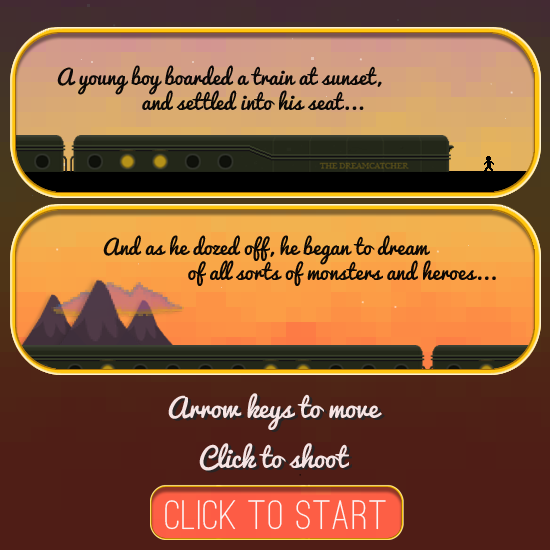 A young boy boarded a train at sunset,
and settled into his seat...
THE DREAMCATCHER
And as he dozed off, he began to dream
of all sorts of monsters and heroes...
Arrow keys to move
Click to shoot
CLICK TO START